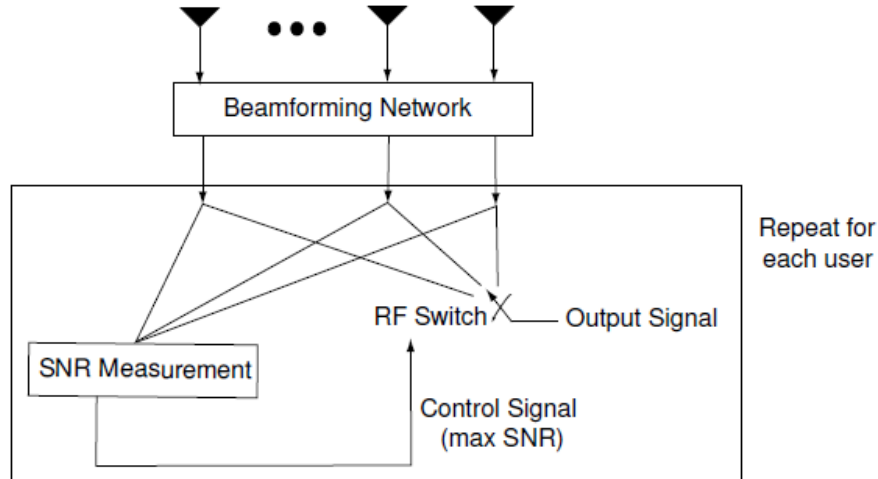 Beamforming Network
Repeat for
each user
RF Switch
Output Signal
SNR Measurement
Control Signal
(max SNR)